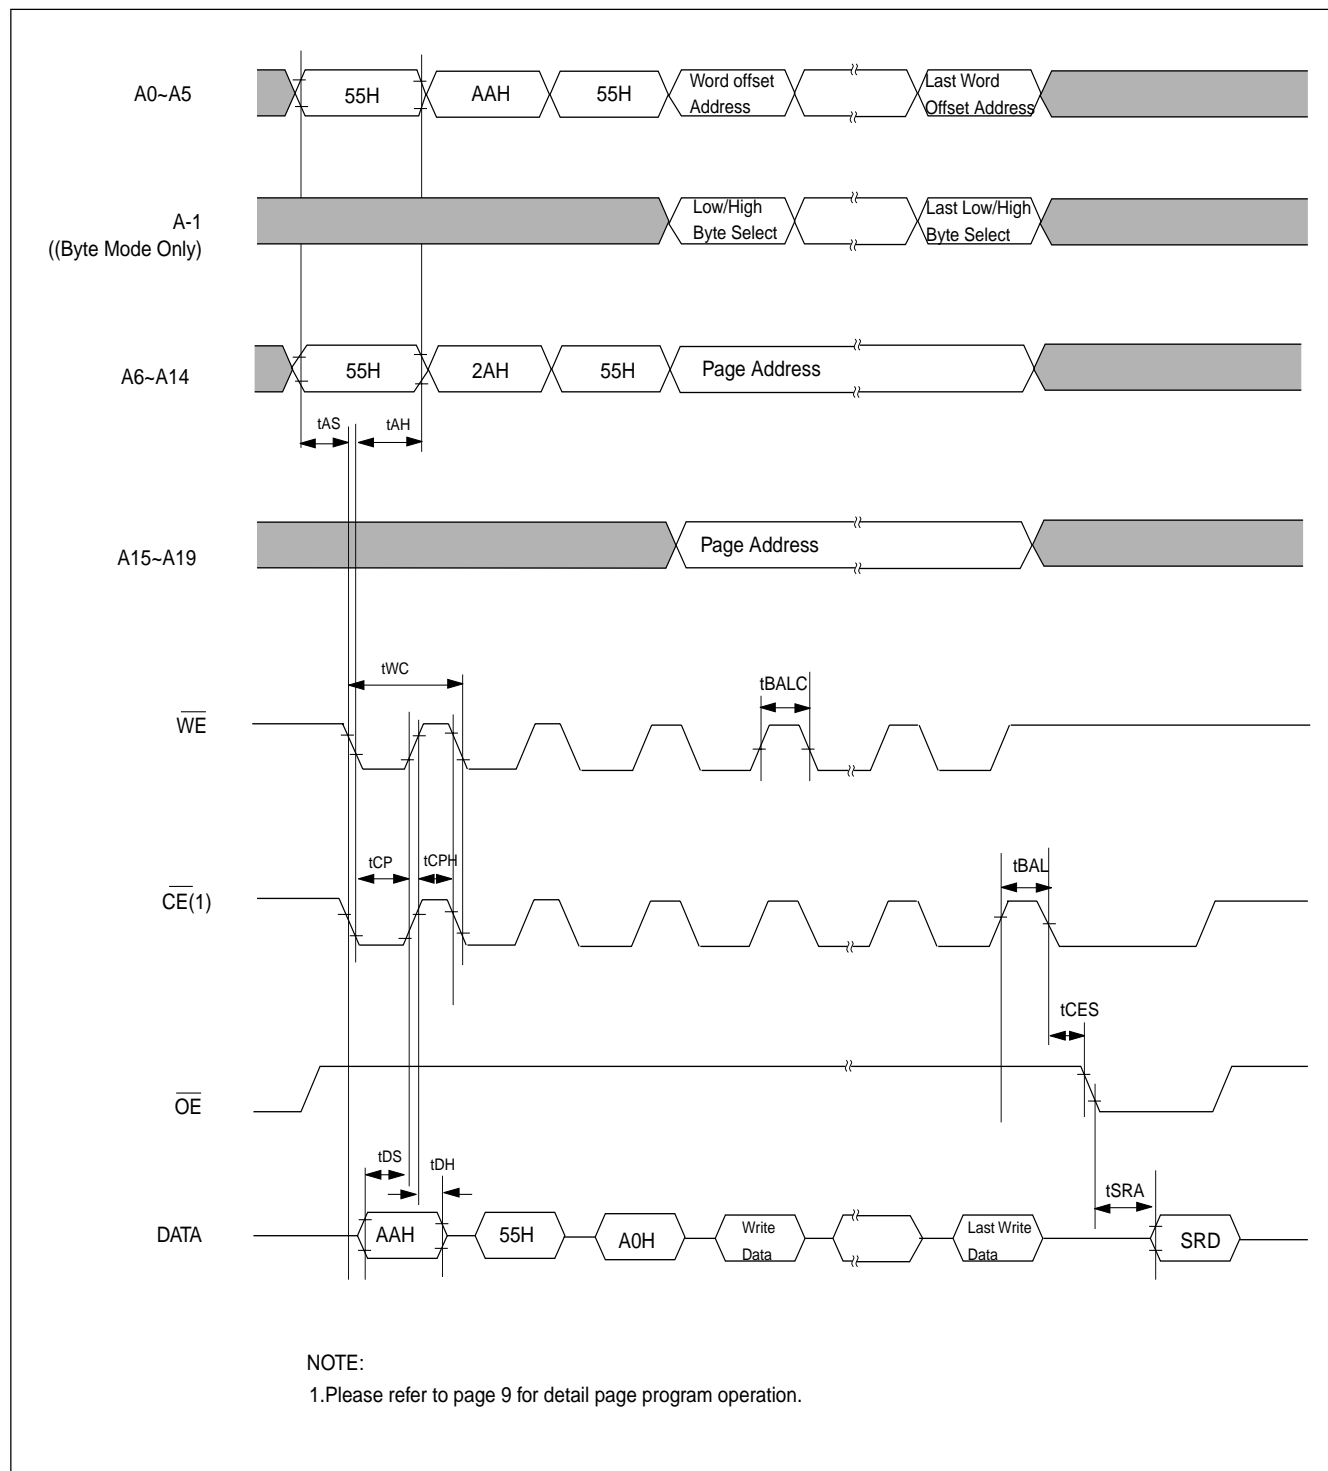 A0~A5
55H
AAH
55H
Word offset
Address
Last Word
Offset Address
A-1
((Byte Mode Only)
Low/High
Byte Select
Last Low/High
Byte Select
A6~A14
55H
2AH
55H
Page Address
tAS
tAH
A15~A19
Page Address
tWC
tBALC
WE
tCP
tCPH
tBAL
CE(1)
tCES
OE
tDS
tDH
tSRA
DATA
AAH
55H
A0H
Write
Data
Last Write
Data
SRD
NOTE:
1.Please refer to page 9 for detail page program operation.